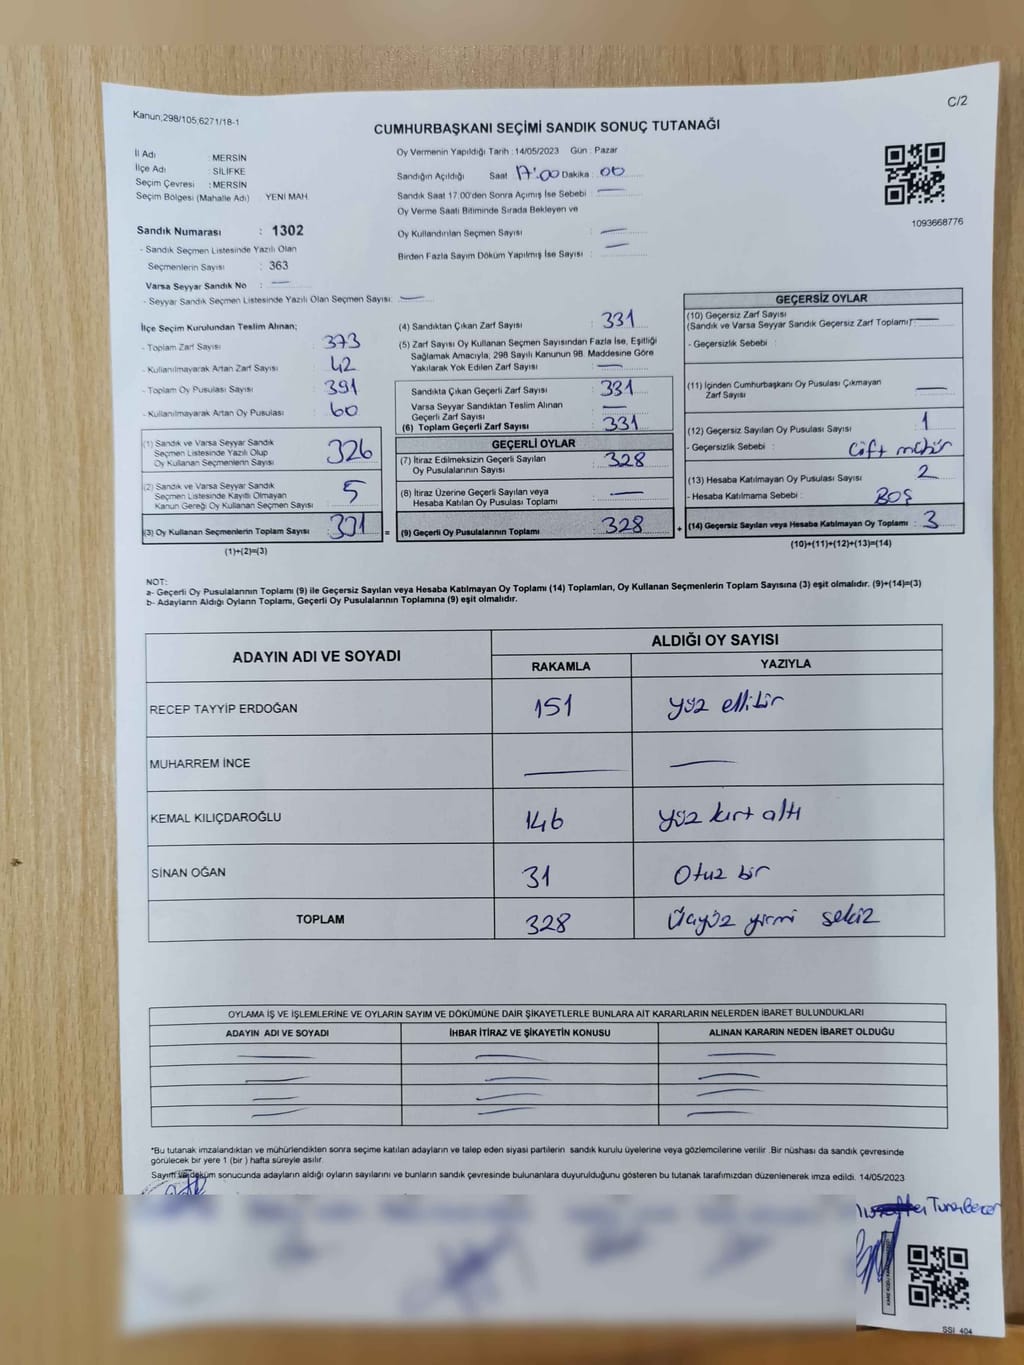 Kanun;298/105;6271/18-1
C/2
CUMHURBAŞKANI SEÇİMİ SANDIK SONUÇ TUTANAĞI
İl Adı : MERSİN
İlçe Adı : SİLİFKE
Seçim Çevresi : MERSİN
Seçim Bölgesi (Mahalle Adı) YENİ MAH.
Oy Vermenin Yapıldığı Tarih : 14/05/2023 Gün : Pazar
Sandığın Açıldığı Saat 17:00 Dakika : 00
Sandık Saat 17:00'den Sonra Açımış İse Sebebi : —
Oy Verme Saati Bitiminde Sırada Bekleyen ve
Oy Kullandırılan Seçmen Sayısı : —
Birden Fazla Sayım Döküm Yapılmış İse Sayısı : —
1093668776
Sandık Numarası : 1302
- Sandık Seçmen Listesinde Yazılı Olan
Seçmenlerin Sayısı : 363
Varsa Seyyar Sandık No : —
- Seyyar Sandık Seçmen Listesinde Yazılı Olan Seçmen Sayısı: —
İlçe Seçim Kurulundan Teslim Alınan;
- Toplam Zarf Sayısı : 373
- Kullanılmayarak Artan Zarf Sayısı : 42
- Toplam Oy Pusulası Sayısı : 391
- Kullanılmayarak Artan Oy Pusulası : 60
(1) Sandık ve Varsa Seyyar Sandık
Seçmen Listesinde Yazılı Olup
Oy Kullanan Seçmenlerin Sayısı : 326
(2) Sandık ve Varsa Seyyar Sandık
Seçmen Listesinde Kayıtlı Olmayan
Kanun Gereği Oy Kullanan Seçmen Sayısı : 5
(3) Oy Kullanan Seçmenlerin Toplam Sayısı : 331
(1)+(2)=(3)
(4) Sandıktan Çıkan Zarf Sayısı : 331
(5) Zarf Sayısı Oy Kullanan Seçmen Sayısından Fazla İse, Eşitliği
Sağlamak Amacıyla, 298 Sayılı Kanunun 98. Maddesine Göre
Yakılarak Yok Edilen Zarf Sayısı : —
Sandıkta Çıkan Geçerli Zarf Sayısı : 331
Varsa Seyyar Sandıktan Teslim Alınan
Geçerli Zarf Sayısı : —
(6) Toplam Geçerli Zarf Sayısı : 331
GEÇERLİ OYLAR
(7) İtiraz Edilmeksizin Geçerli Sayılan
Oy Pusulalarının Sayısı : 328
(8) İtiraz Üzerine Geçerli Sayılan veya
Hesaba Katılan Oy Pusulası Toplamı : —
= (9) Geçerli Oy Pusulalarının Toplamı : 328 +
GEÇERSİZ OYLAR
(10) Geçersiz Zarf Sayısı
(Sandık ve Varsa Seyyar Sandık Geçersiz Zarf Toplamı): —
- Geçersizlik Sebebi :
(11) İçinden Cumhurbaşkanı Oy Pusulası Çıkmayan
Zarf Sayısı : —
(12) Geçersiz Sayılan Oy Pusulası Sayısı : 1
- Geçersizlik Sebebi : Çift mühür
(13) Hesaba Katılmayan Oy Pusulası Sayısı : 2
- Hesaba Katılmama Sebebi : BOŞ
(14) Geçersiz Sayılan veya Hesaba Katılmayan Oy Toplamı : 3
(10)+(11)+(12)+(13)=(14)
NOT:
a- Geçerli Oy Pusulalarının Toplamı (9) ile Geçersiz Sayılan veya Hesaba Katılmayan Oy Toplamı (14) Toplamları, Oy Kullanan Seçmenlerin Toplam Sayısına (3) eşit olmalıdır. (9)+(14)=(3)
b- Adayların Aldığı Oyların Toplamı, Geçerli Oy Pusulalarının Toplamına (9) eşit olmalıdır.
ADAYIN ADI VE SOYADI ALDIĞI OY SAYISI
RAKAMLA YAZIYLA
RECEP TAYYİP ERDOĞAN 151 yüz ellibir
MUHARREM İNCE — —
KEMAL KILIÇDAROĞLU 146 yüz kırk altı
SİNAN OĞAN 31 Otuz bir
TOPLAM 328 Üçyüz yirmi sekiz
OYLAMA İŞ VE İŞLEMLERİNE VE OYLARIN SAYIM VE DÖKÜMÜNE DAİR ŞİKAYETLERLE BUNLARA AİT KARARLARIN NELERDEN İBARET BULUNDUKLARI
ADAYIN ADI VE SOYADI İHBAR İTİRAZ VE ŞİKAYETİN KONUSU ALINAN KARARIN NEDEN İBARET OLDUĞU
*Bu tutanak imzalandıktan ve mühürlendikten sonra seçime katılan adayların ve talep eden siyasi partilerin sandık kurulu üyelerine veya gözlemcilerine verilir .Bir nüshası da sandık çevresinde
görülecek bir yere 1 (bir ) hafta süreyle asılır.
Sayım ve döküm sonucunda adayların aldığı oyların sayılarını ve bunların sandık çevresinde bulunanlara duyurulduğunu gösteren bu tutanak tarafımızdan düzenlenerek imza edildi. 14/05/2023
SSI 404